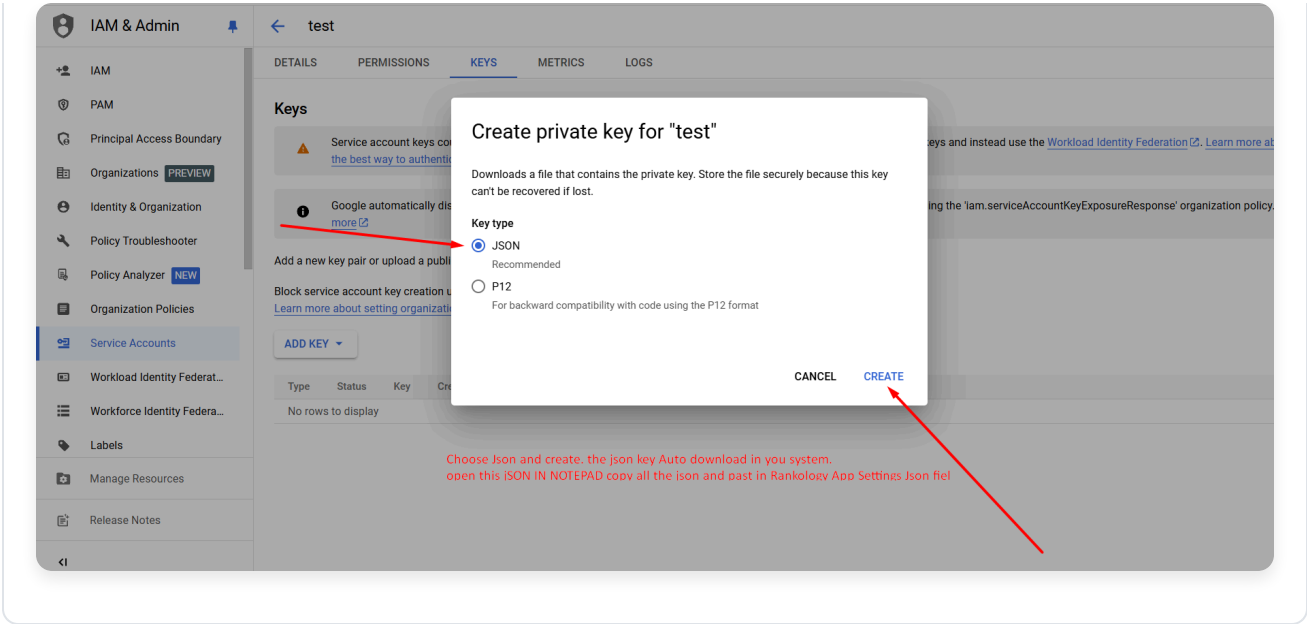 IAM & Admin
test
IAM
PAM
Principal Access Boundary
Organizations PREVIEW
Identity & Organization
Policy Troubleshooter
Policy Analyzer NEW
Organization Policies
Service Accounts
Workload Identity Federat...
Workforce Identity Federa...
Labels
Manage Resources
Release Notes
DETAILS PERMISSIONS KEYS METRICS LOGS
Keys
Service account keys co
the best way to authentic
eys and instead use the Workload Identity Federation. Learn more ab
Google automatically dis
more
ing the 'iam.serviceAccountKeyExposureResponse' organization policy.
Add a new key pair or upload a publi
Block service account key creation u
Learn more about setting organizati
ADD KEY
Type Status Key Cre
No rows to display
Create private key for "test"
Downloads a file that contains the private key. Store the file securely because this key
can't be recovered if lost.
Key type
JSON
Recommended
P12
For backward compatibility with code using the P12 format
CANCEL CREATE
Choose Json and create. the json key Auto download in you system.
open this jSON IN NOTEPAD copy all the json and past in Rankology App Settings Json fiel